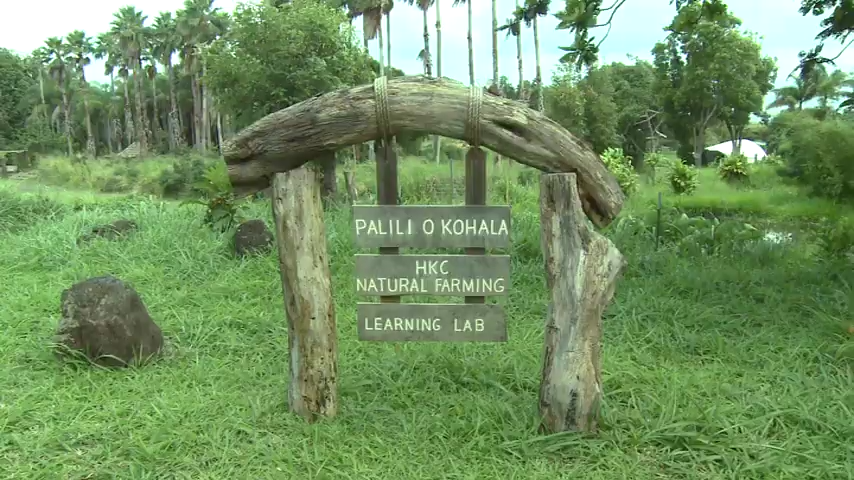 PALILI O KOHALA
HKC
NATURAL FARMING
LEARNING LAB